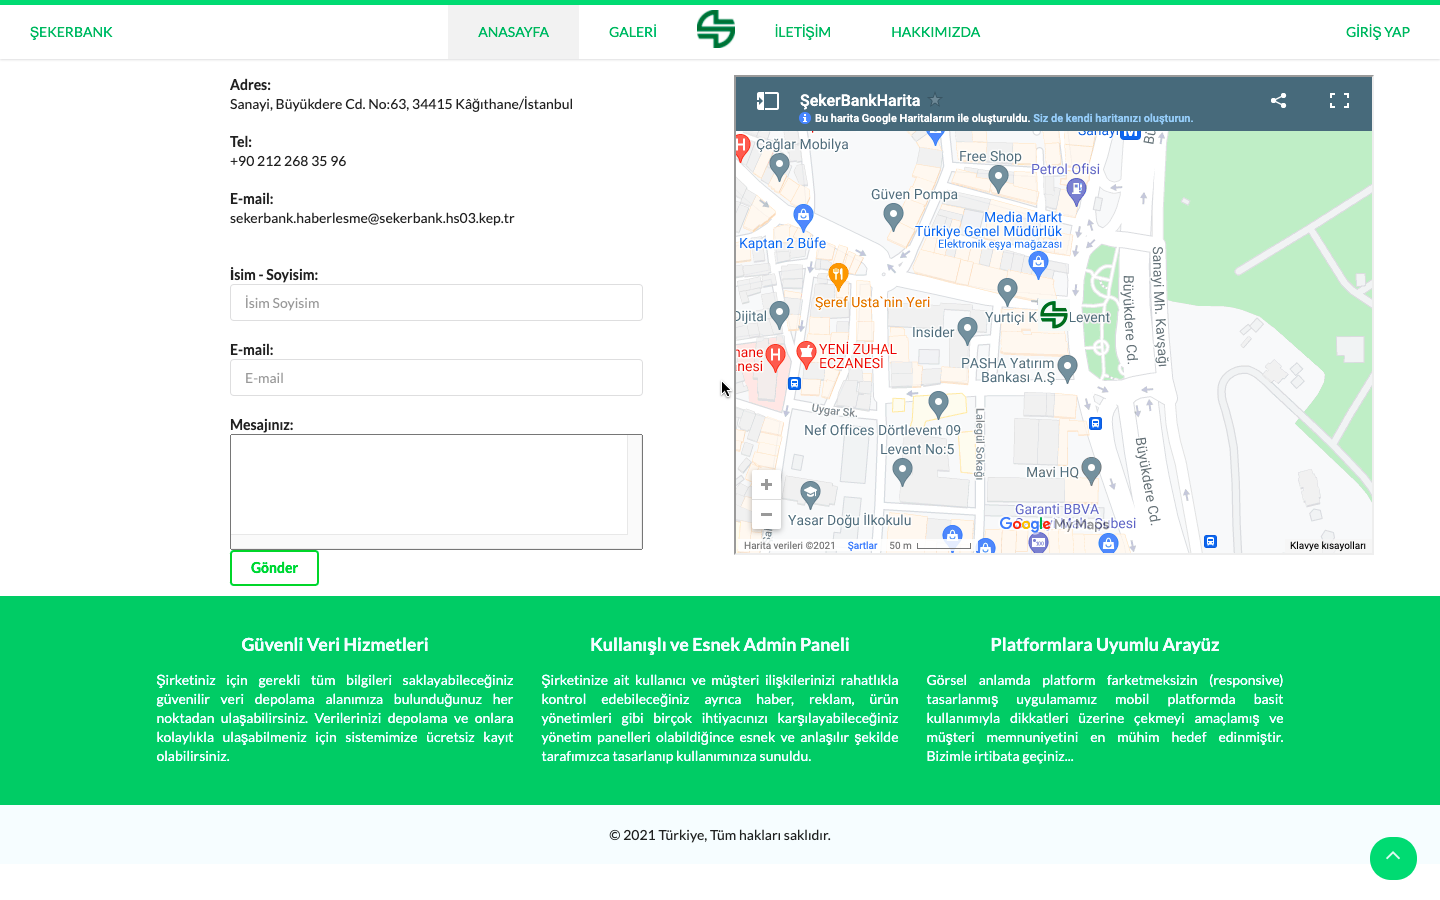 ŞEKERBANK
ANASAYFA
GALERİ
İLETİŞİM
HAKKIMIZDA
GİRİŞ YAP
Adres:
Sanayi, Büyükdere Cd. No:63, 34415 Kâğıthane/İstanbul
Tel:
+90 212 268 35 96
E-mail:
sekerbank.haberlesme@sekerbank.hs03.kep.tr
İsim - Soyisim:
İsim Soyisim
E-mail:
E-mail
Mesajınız:
Gönder
ŞekerBankHarita
Bu harita Google Haritalarım ile oluşturuldu. Siz de kendi haritanızı oluşturun.
Çağlar Mobilya
Sanayi
Free Shop
Petrol Ofisi
Güven Pompa
Media Markt
Türkiye Genel Müdürlük
Elektronik eşya mağazası
Kaptan 2 Büfe
Şeref Usta`nin Yeri
Dijital
Yurtiçi K
Levent
Insider
YENİ ZUHAL
ECZANESİ
hane
nesi
PASHA Yatırım
Bankası A.Ş
Büyükdere Cd.
Sanayi Mh. Kavşağı
Uygar Sk.
Nef Offices Dörtlevent 09
Levent No:5
Lalegül Sokağı
Mavi HQ
Büyükdere Cd.
Yasar Doğu İlkokulu
Garanti BBVA
Şubesi
Google My Maps
Harita verileri ©2021
Şartlar
50 m
Klavye kısayolları
Güvenli Veri Hizmetleri
Şirketiniz için gerekli tüm bilgileri saklayabileceğiniz
güvenilir veri depolama alanımıza bulunduğunuz her
noktadan ulaşabilirsiniz. Verilerinizi depolama ve onlara
kolaylıkla ulaşabilmeniz için sistemimize ücretsiz kayıt
olabilirsiniz.
Kullanışlı ve Esnek Admin Paneli
Şirketinize ait kullanıcı ve müşteri ilişkilerinizi rahatlıkla
kontrol edebileceğiniz ayrıca haber, reklam, ürün
yönetimleri gibi birçok ihtiyacınızı karşılayabileceğiniz
yönetim panelleri olabildiğince esnek ve anlaşılır şekilde
tarafımızca tasarlanıp kullanımınıza sunuldu.
Platformlara Uyumlu Arayüz
Görsel anlamda platform farketmeksizin (responsive)
tasarlanmış uygulamamız mobil platformda basit
kullanımıyla dikkatleri üzerine çekmeyi amaçlamış ve
müşteri memnuniyetini en mühim hedef edinmiştir.
Bizimle irtibata geçiniz...
© 2021 Türkiye, Tüm hakları saklıdır.